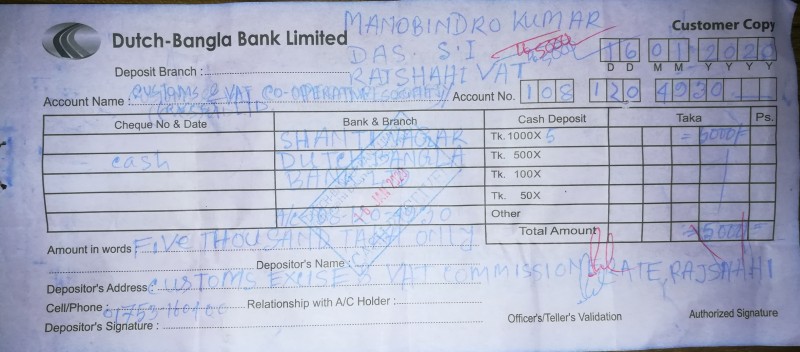 MANOBINDRO KUMAR
DAS. S.I
RAJSHAHI VAT
Dutch-Bangla Bank Limited
Customer Copy
16 01 2020
D D M M Y Y Y Y
Deposit Branch :
Account Name : CUSTOMS & VAT CO-OPERATIVE SOCIETY LTD
Account No. 108 120 4930
Cheque No & Date Bank & Branch Cash Deposit Taka Ps.
SHANTINAGAR Tk. 1000X 5 = 5000/-
cash DUTCH BANGLA Tk. 500X
BANK Tk. 100X
Tk. 50X
Other
A/C 108-120-4930
Total Amount = 5000/=
Amount in words FIVE THOUSAND TAKA ONLY
Depositor's Name :
Depositor's Address: CUSTOMS EXCISE & VAT COMMISSIONERATE, RAJSHAHI
Cell/Phone : Relationship with A/C Holder :
Depositor's Signature :
Officer's/Teller's Validation Authorized Signature